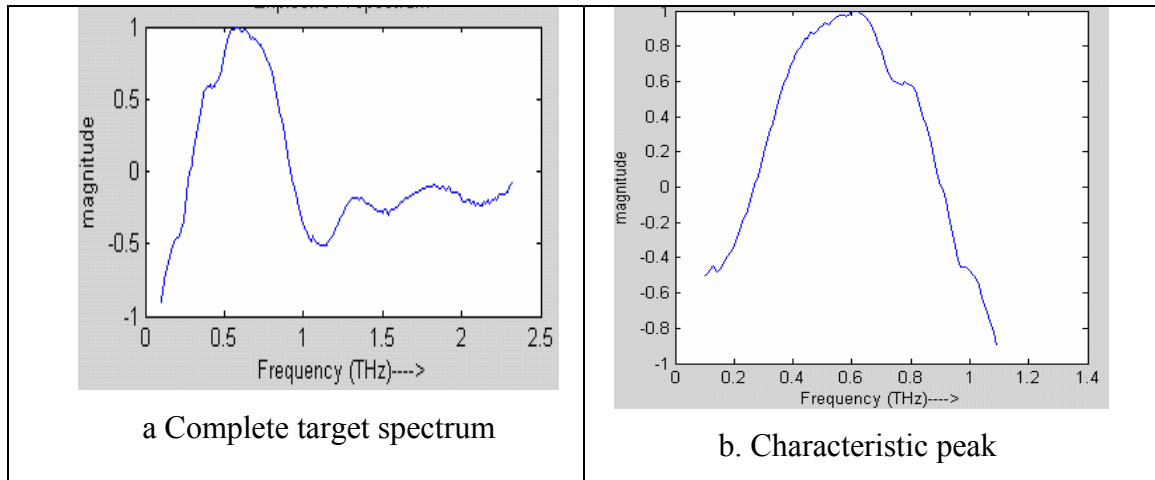 1
0.5
0
-0.5
-1
magnitude
0 0.5 1 1.5 2 2.5
Frequency (THz)---->
a Complete target spectrum
1
0.8
0.6
0.4
0.2
0
-0.2
-0.4
-0.6
-0.8
-1
magnitude
0 0.2 0.4 0.6 0.8 1 1.2 1.4
Frequency (THz)---->
b. Characteristic peak